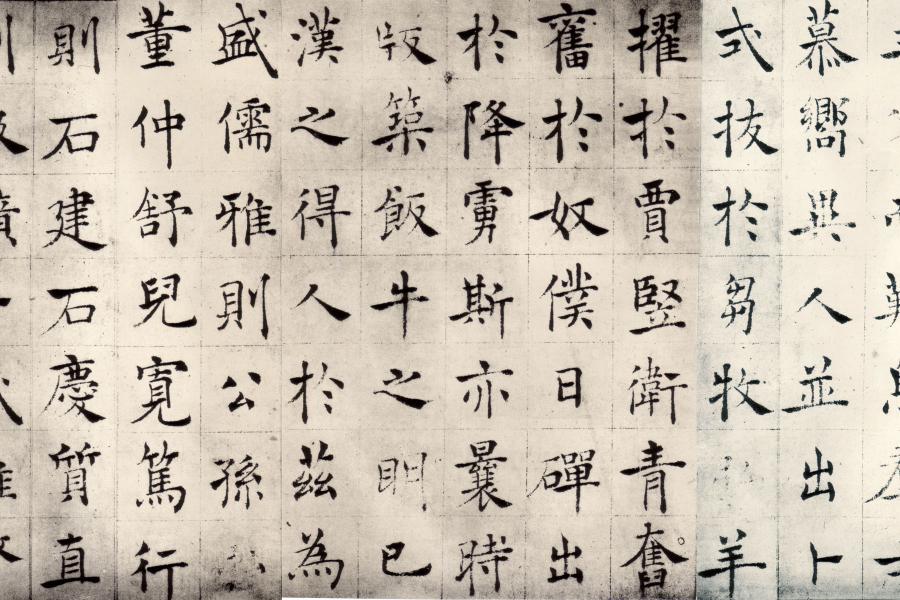 慕嚮異人並出卜
式拔於芻牧羊
擢於賈豎衛青奮
奮於奴僕日磾出
於降虜斯亦曩時
版築飯牛之明已
漢之得人於茲為
盛儒雅則公孫
董仲舒兒寬篤行
則石建石慶質直